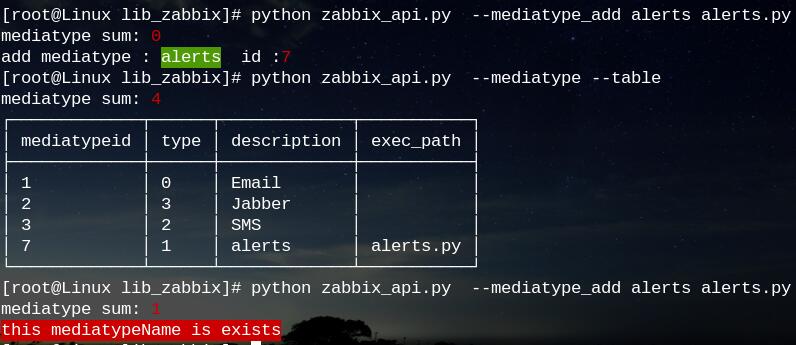 [root@Linux lib_zabbix]# python zabbix_api.py  --mediatype_add alerts alerts.py
mediatype sum: 0
add mediatype : alerts  id :7
[root@Linux lib_zabbix]# python zabbix_api.py  --mediatype --table
mediatype sum: 4
mediatypeid type description exec_path
1 0 Email
2 3 Jabber
3 2 SMS
7 1 alerts alerts.py
[root@Linux lib_zabbix]# python zabbix_api.py  --mediatype_add alerts alerts.py
mediatype sum: 1
this mediatypeName is exists